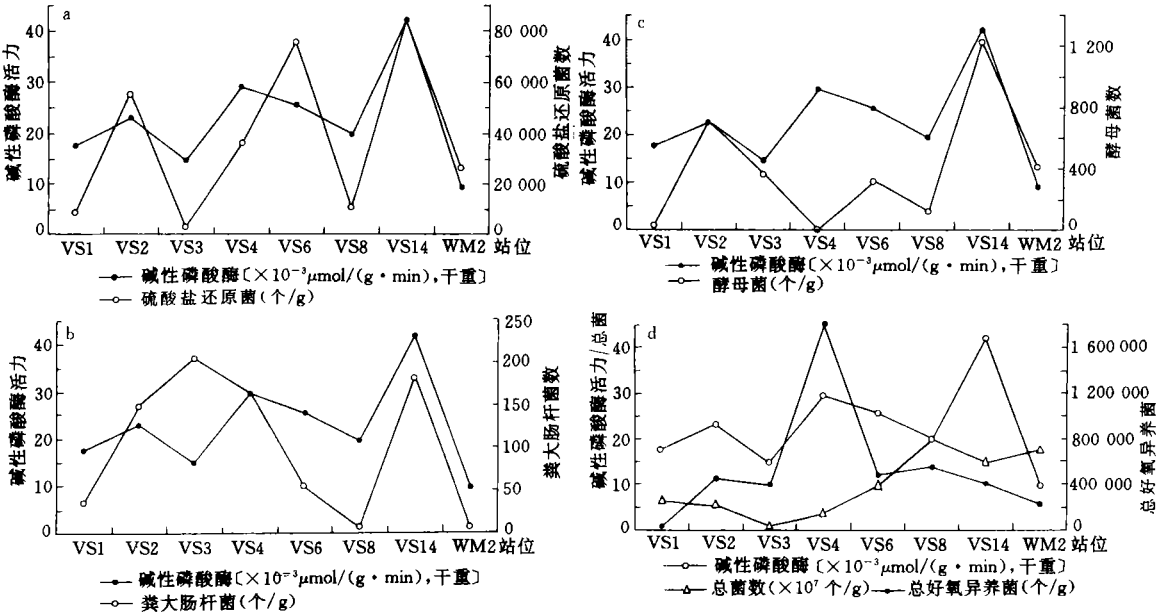 a
碱性磷酸酶活力
40
30
20
10
0
80 000
60 000
40 000
20 000
0
硫酸盐还原菌数
VS1 VS2 VS3 VS4 VS6 VS8 VS14 WM2 站位
碱性磷酸酶〔×10⁻³μmol/(g·min),干重〕
硫酸盐还原菌(个/g)
c
碱性磷酸酶活力
40
30
20
10
0
1 200
800
400
0
酵母菌数
VS1 VS2 VS3 VS4 VS6 VS8 VS14 WM2 站位
碱性磷酸酶〔×10⁻³μmol/(g·min),干重〕
酵母菌(个/g)
b
碱性磷酸酶活力
40
30
20
10
0
250
200
150
100
50
0
粪大肠杆菌数
VS1 VS2 VS3 VS4 VS6 VS8 VS14 WM2 站位
碱性磷酸酶〔×10⁻³μmol/(g·min),干重〕
粪大肠杆菌(个/g)
d
碱性磷酸酶活力/总菌
40
30
20
10
0
1 600 000
1 200 000
800 000
400 000
0
总好氧异养菌
VS1 VS2 VS3 VS4 VS6 VS8 VS14 WM2 站位
碱性磷酸酶〔×10⁻³μmol/(g·min),干重〕
总菌数(×10⁷个/g) 总好氧异养菌(个/g)